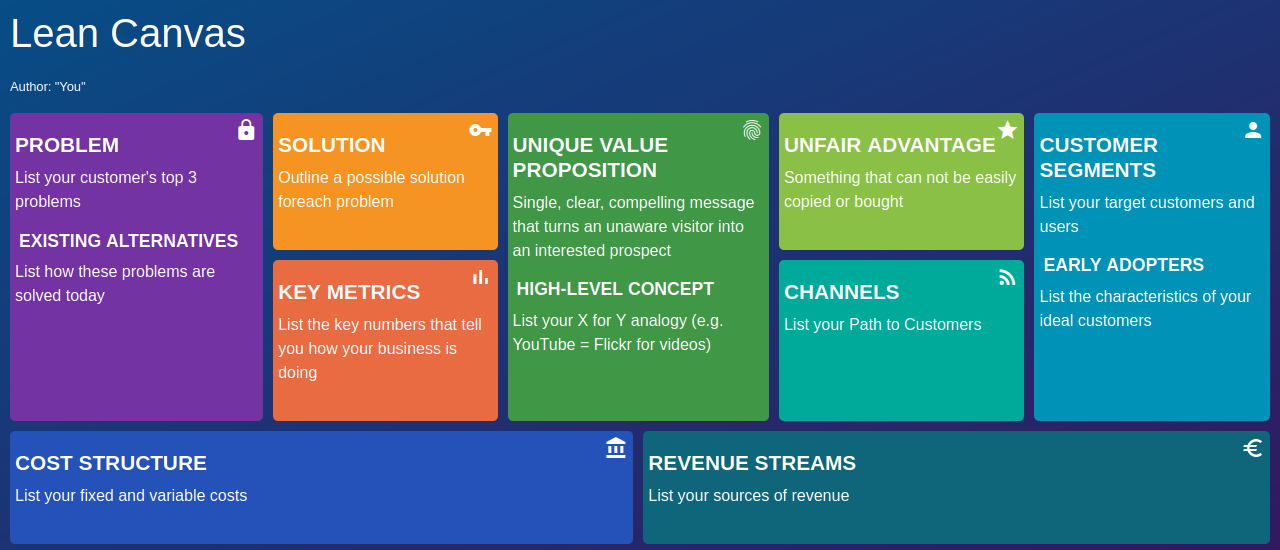 Lean Canvas
Author: "You"
PROBLEM
List your customer's top 3
problems
EXISTING ALTERNATIVES
List how these problems are
solved today
SOLUTION
Outline a possible solution
foreach problem
KEY METRICS
List the key numbers that tell
you how your business is
doing
UNIQUE VALUE
PROPOSITION
Single, clear, compelling message
that turns an unaware visitor into
an interested prospect
HIGH-LEVEL CONCEPT
List your X for Y analogy (e.g.
YouTube = Flickr for videos)
UNFAIR ADVANTAGE
Something that can not be easily
copied or bought
CHANNELS
List your Path to Customers
CUSTOMER
SEGMENTS
List your target customers and
users
EARLY ADOPTERS
List the characteristics of your
ideal customers
COST STRUCTURE
List your fixed and variable costs
REVENUE STREAMS
List your sources of revenue